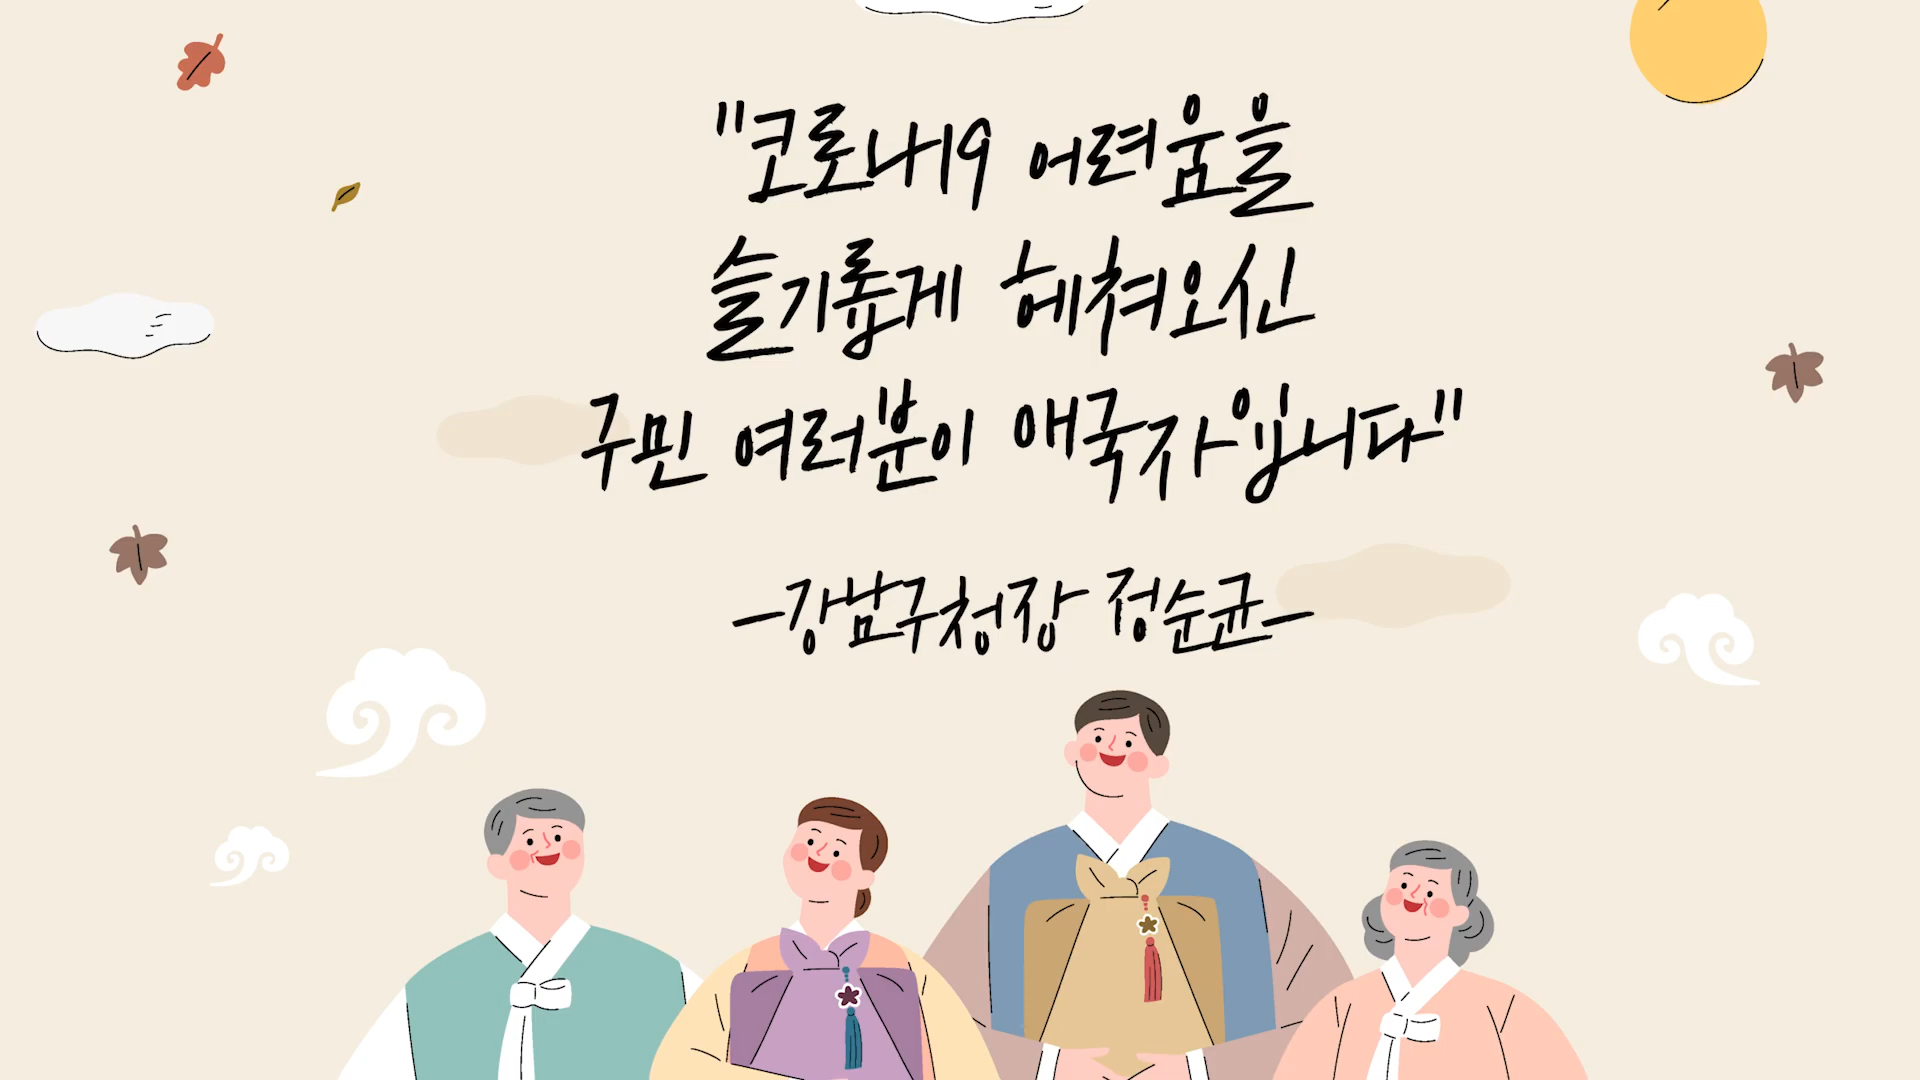 "코로나19 어려움을
슬기롭게 헤쳐오신
주민 여러분이 애국자입니다"
-강남구청장 정순균-